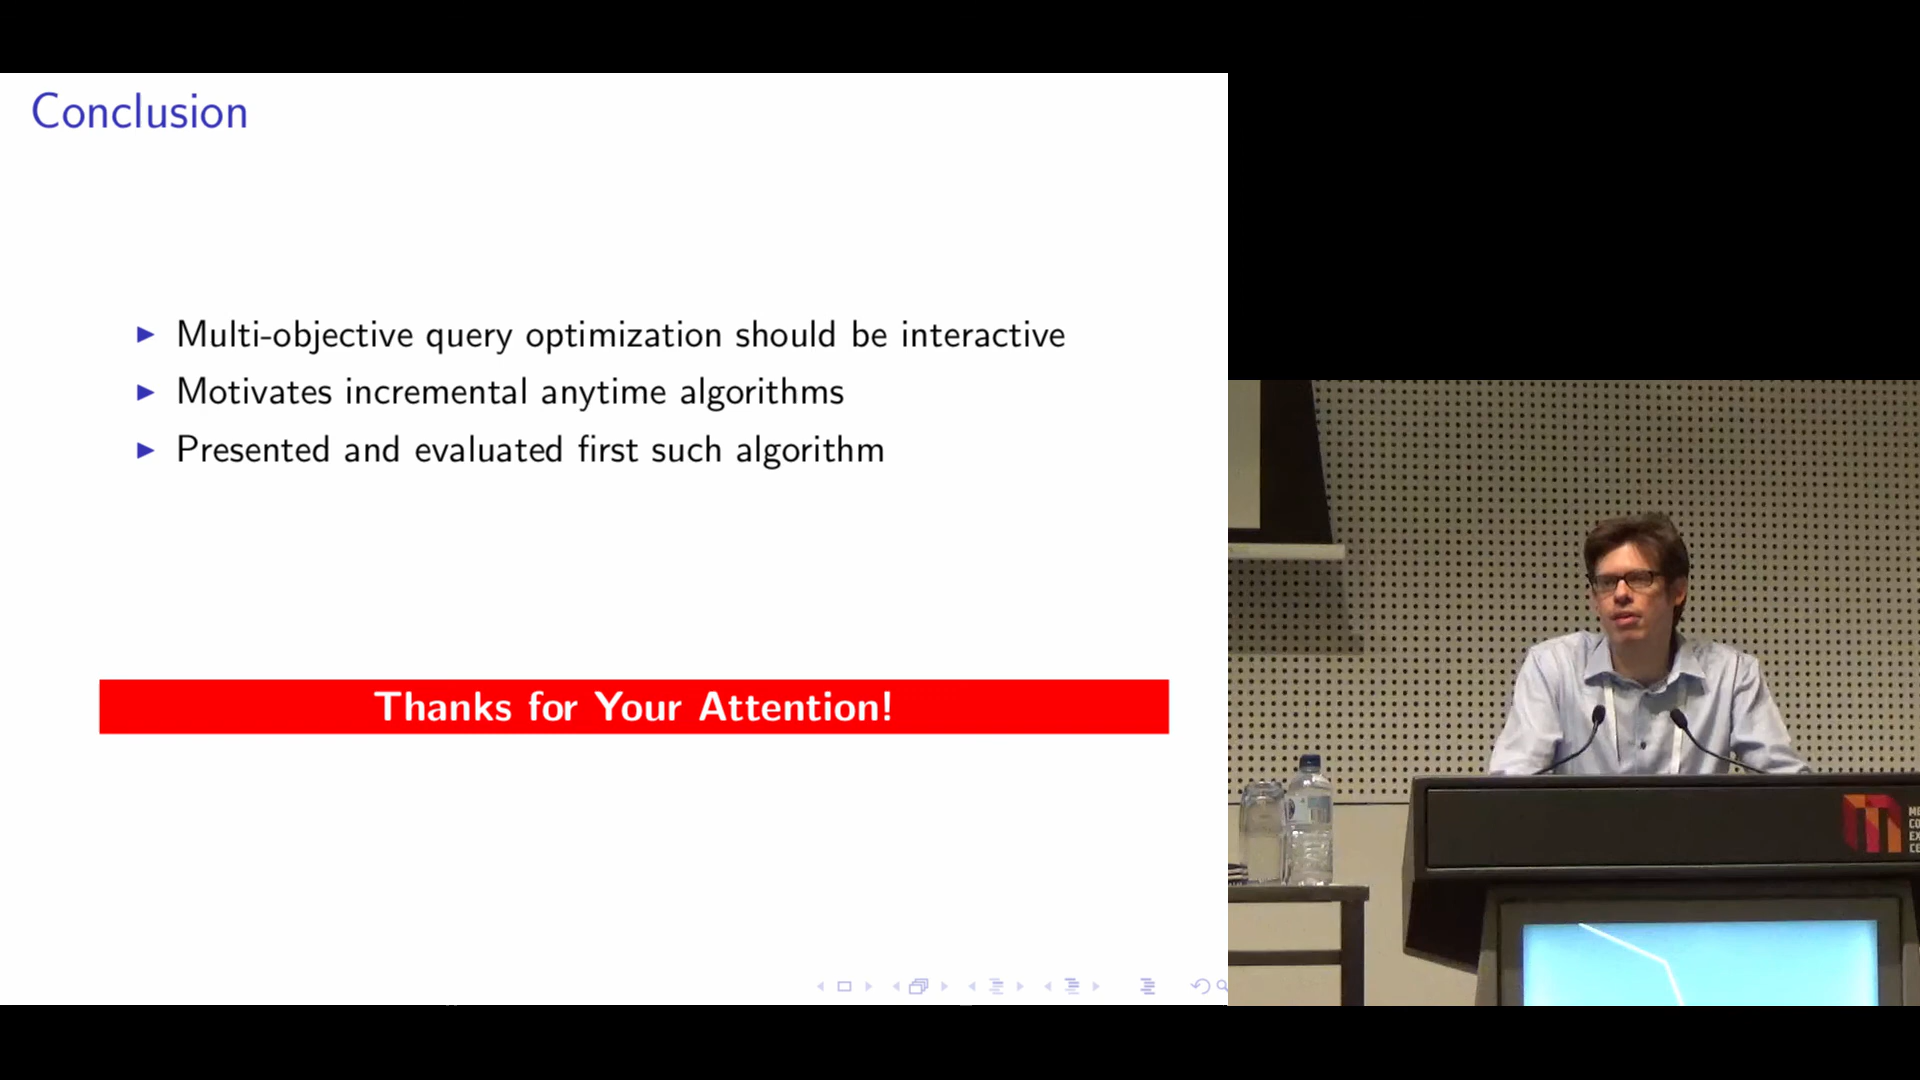 Conclusion
Multi-objective query optimization should be interactive
Motivates incremental anytime algorithms
Presented and evaluated first such algorithm
Thanks for Your Attention!